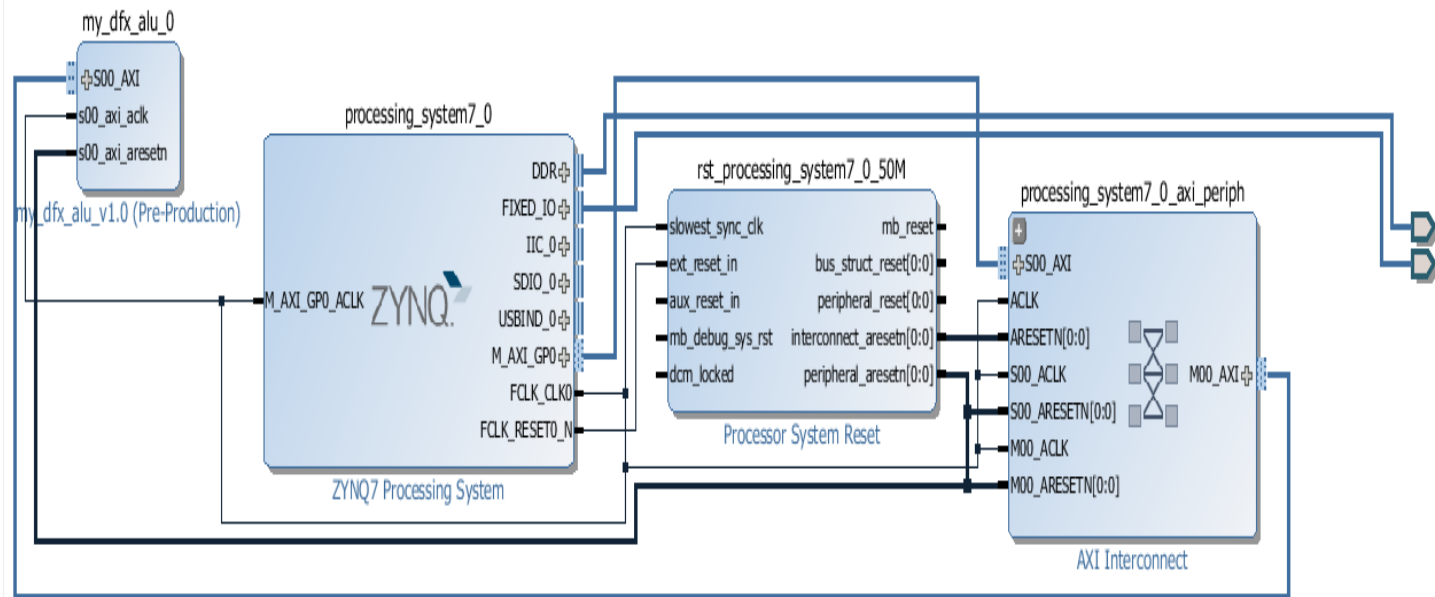 my_dfx_alu_0
S00_AXI
s00_axi_aclk
s00_axi_aresetn
my_dfx_alu_v1.0 (Pre-Production)
processing_system7_0
DDR
FIXED_IO
IIC_0
SDIO_0
USBIND_0
M_AXI_GP0_ACLK
ZYNQ.
M_AXI_GP0
FCLK_CLK0
FCLK_RESET0_N
ZYNQ7 Processing System
rst_processing_system7_0_50M
slowest_sync_clk mb_reset
ext_reset_in bus_struct_reset[0:0]
aux_reset_in peripheral_reset[0:0]
mb_debug_sys_rst interconnect_aresetn[0:0]
dcm_locked peripheral_aresetn[0:0]
Processor System Reset
processing_system7_0_axi_periph
S00_AXI
ACLK
ARESETN[0:0]
S00_ACLK M00_AXI
S00_ARESETN[0:0]
M00_ACLK
M00_ARESETN[0:0]
AXI Interconnect